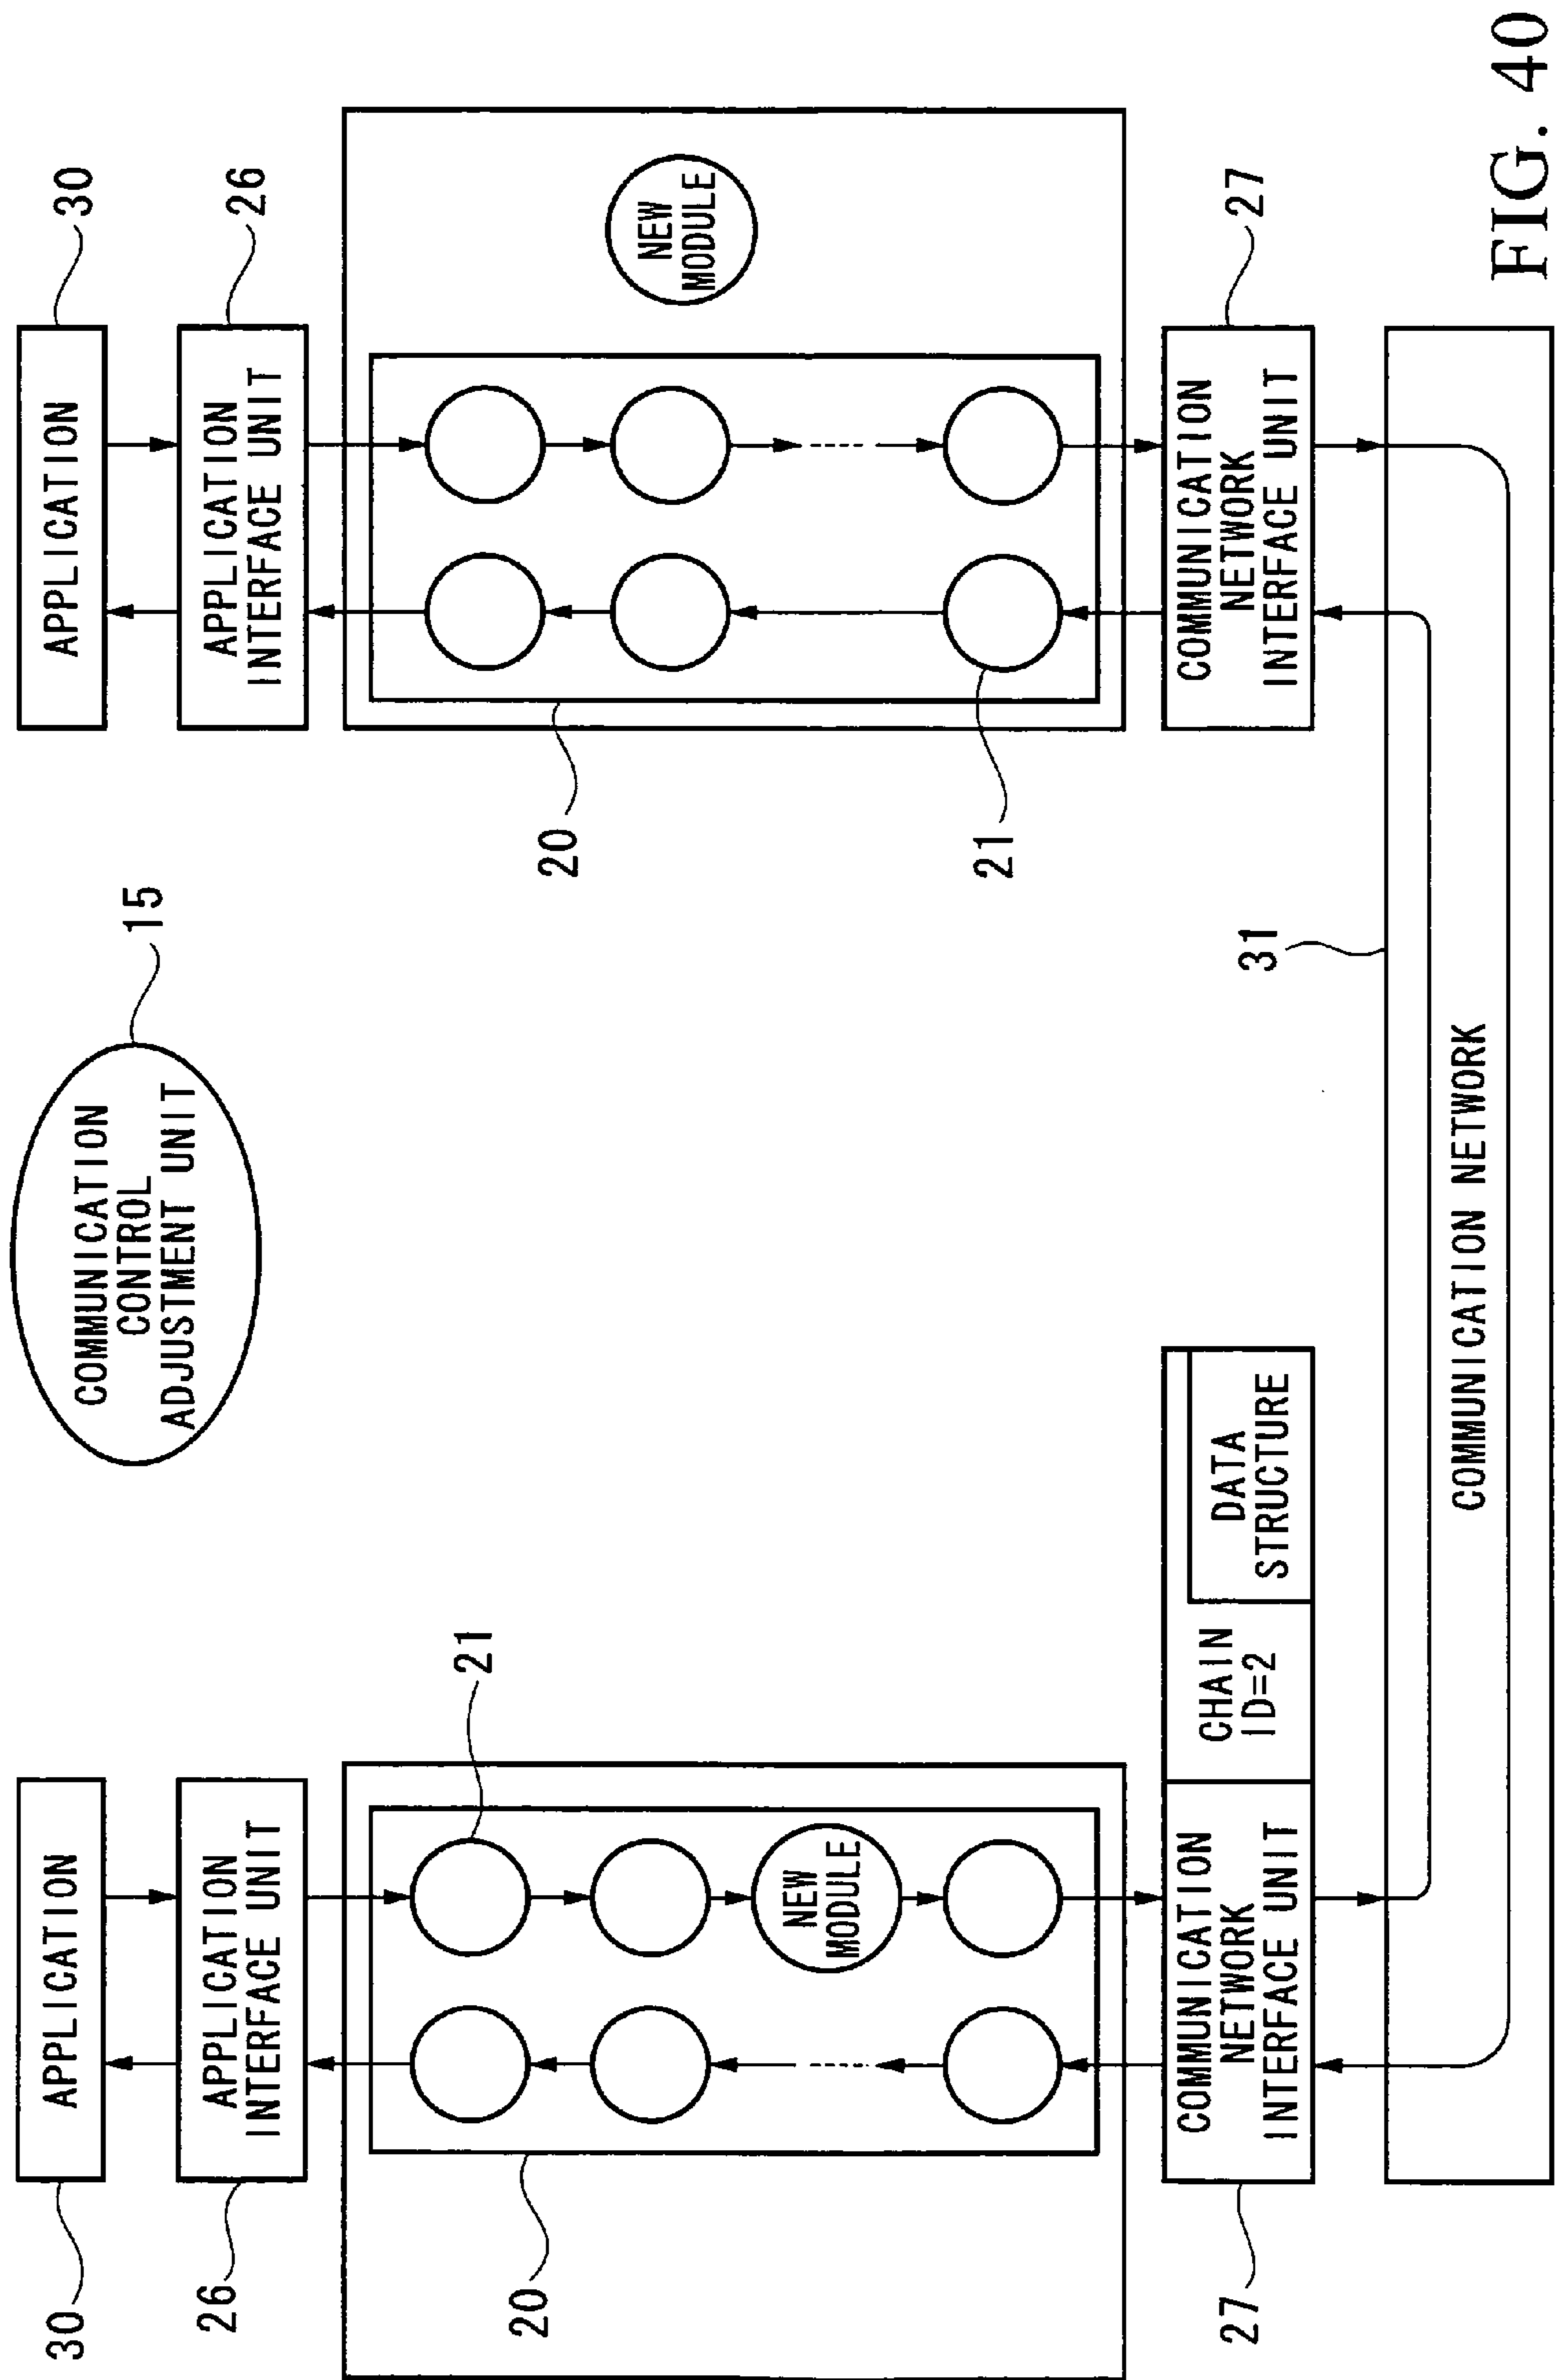 30
APPLICATION
26
APPLICATION
INTERFACE UNIT
20
21
NEW
MODULE
27
COMMUNICATION
NETWORK
INTERFACE UNIT
CHAIN
ID=2
DATA
STRUCTURE
COMMUNICATION
CONTROL
ADJUSTMENT UNIT
15
APPLICATION
30
APPLICATION
INTERFACE UNIT
26
20
21
NEW
MODULE
COMMUNICATION
NETWORK
INTERFACE UNIT
27
31
COMMUNICATION NETWORK
FIG. 40